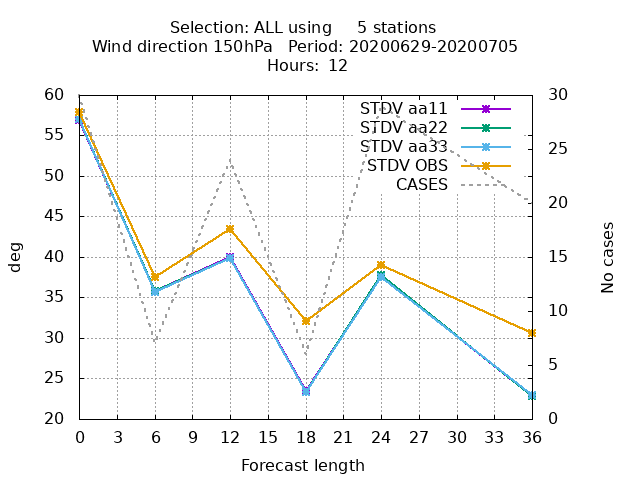 Selection: ALL using     5 stations
Wind direction 150hPa   Period: 20200629-20200705
Hours:  12
60
55
50
45
40
35
30
25
20
deg
30
25
20
15
10
5
0
No cases
STDV aa11
STDV aa22
STDV aa33
STDV OBS
CASES
0 3 6 9 12 15 18 21 24 27 30 33 36
Forecast length